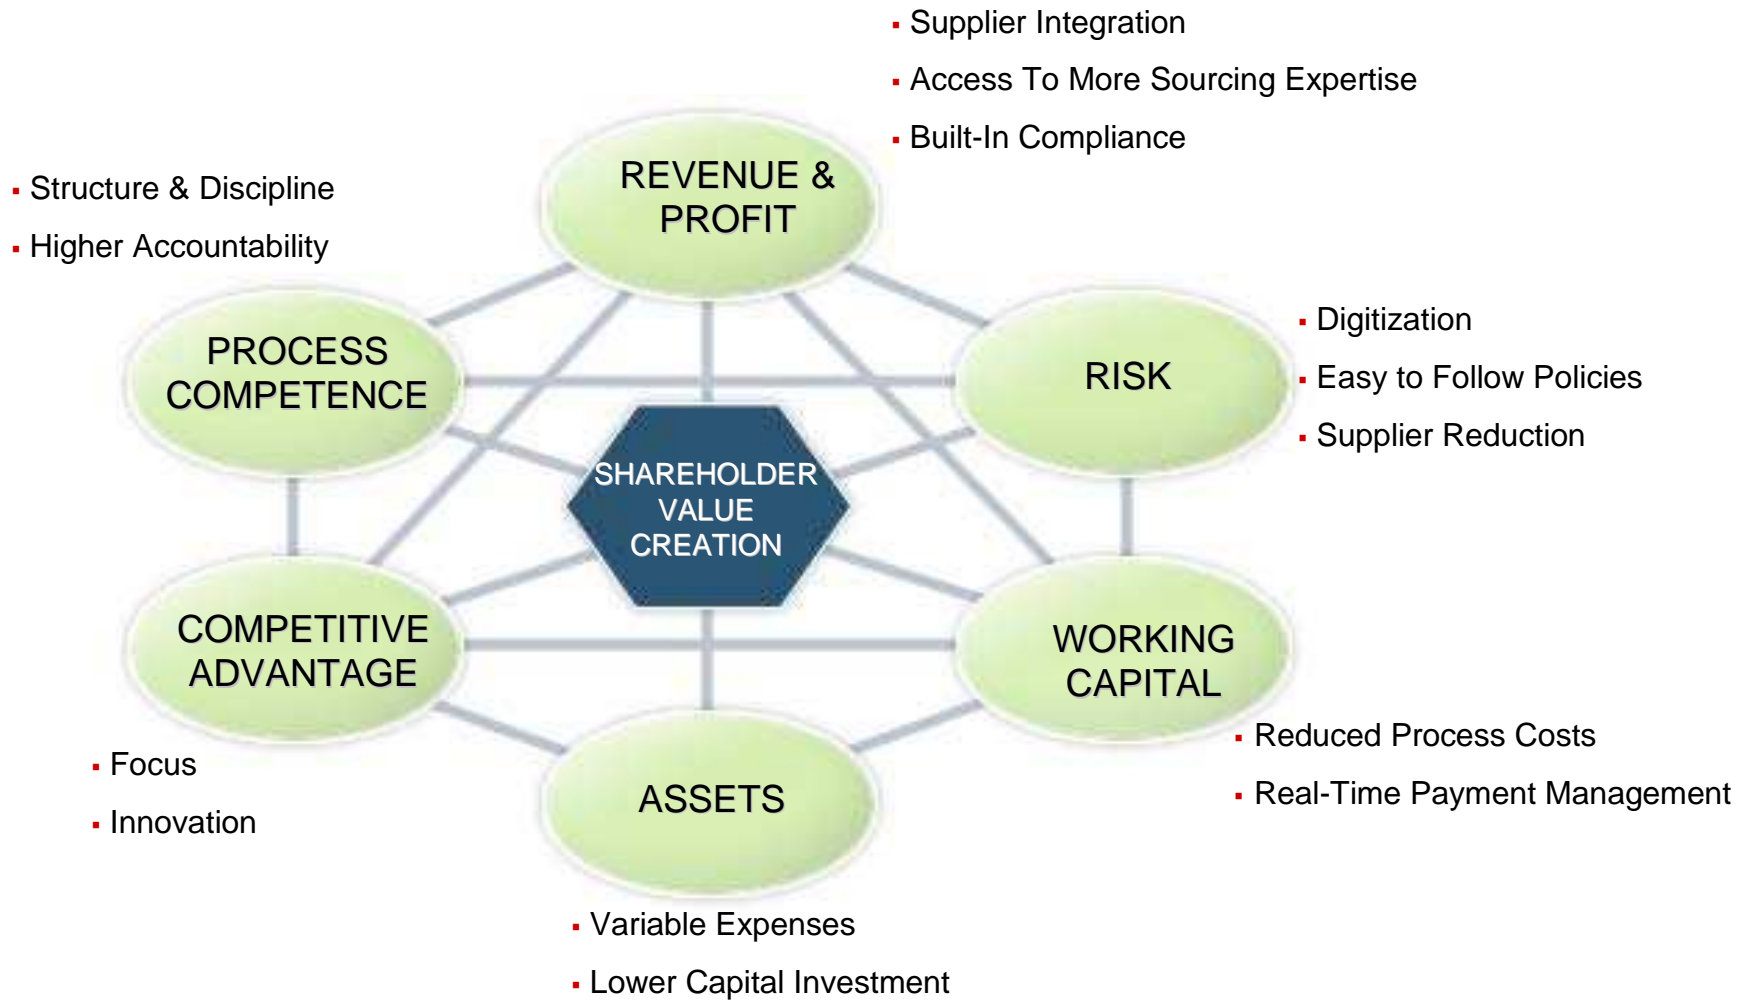 ▪ Supplier Integration
▪ Access To More Sourcing Expertise
▪ Built-In Compliance
REVENUE &
PROFIT
▪ Structure & Discipline
▪ Higher Accountability
PROCESS
COMPETENCE
RISK
▪ Digitization
▪ Easy to Follow Policies
▪ Supplier Reduction
SHAREHOLDER
VALUE
CREATION
COMPETITIVE
ADVANTAGE
▪ Focus
▪ Innovation
WORKING
CAPITAL
▪ Reduced Process Costs
▪ Real-Time Payment Management
ASSETS
▪ Variable Expenses
▪ Lower Capital Investment